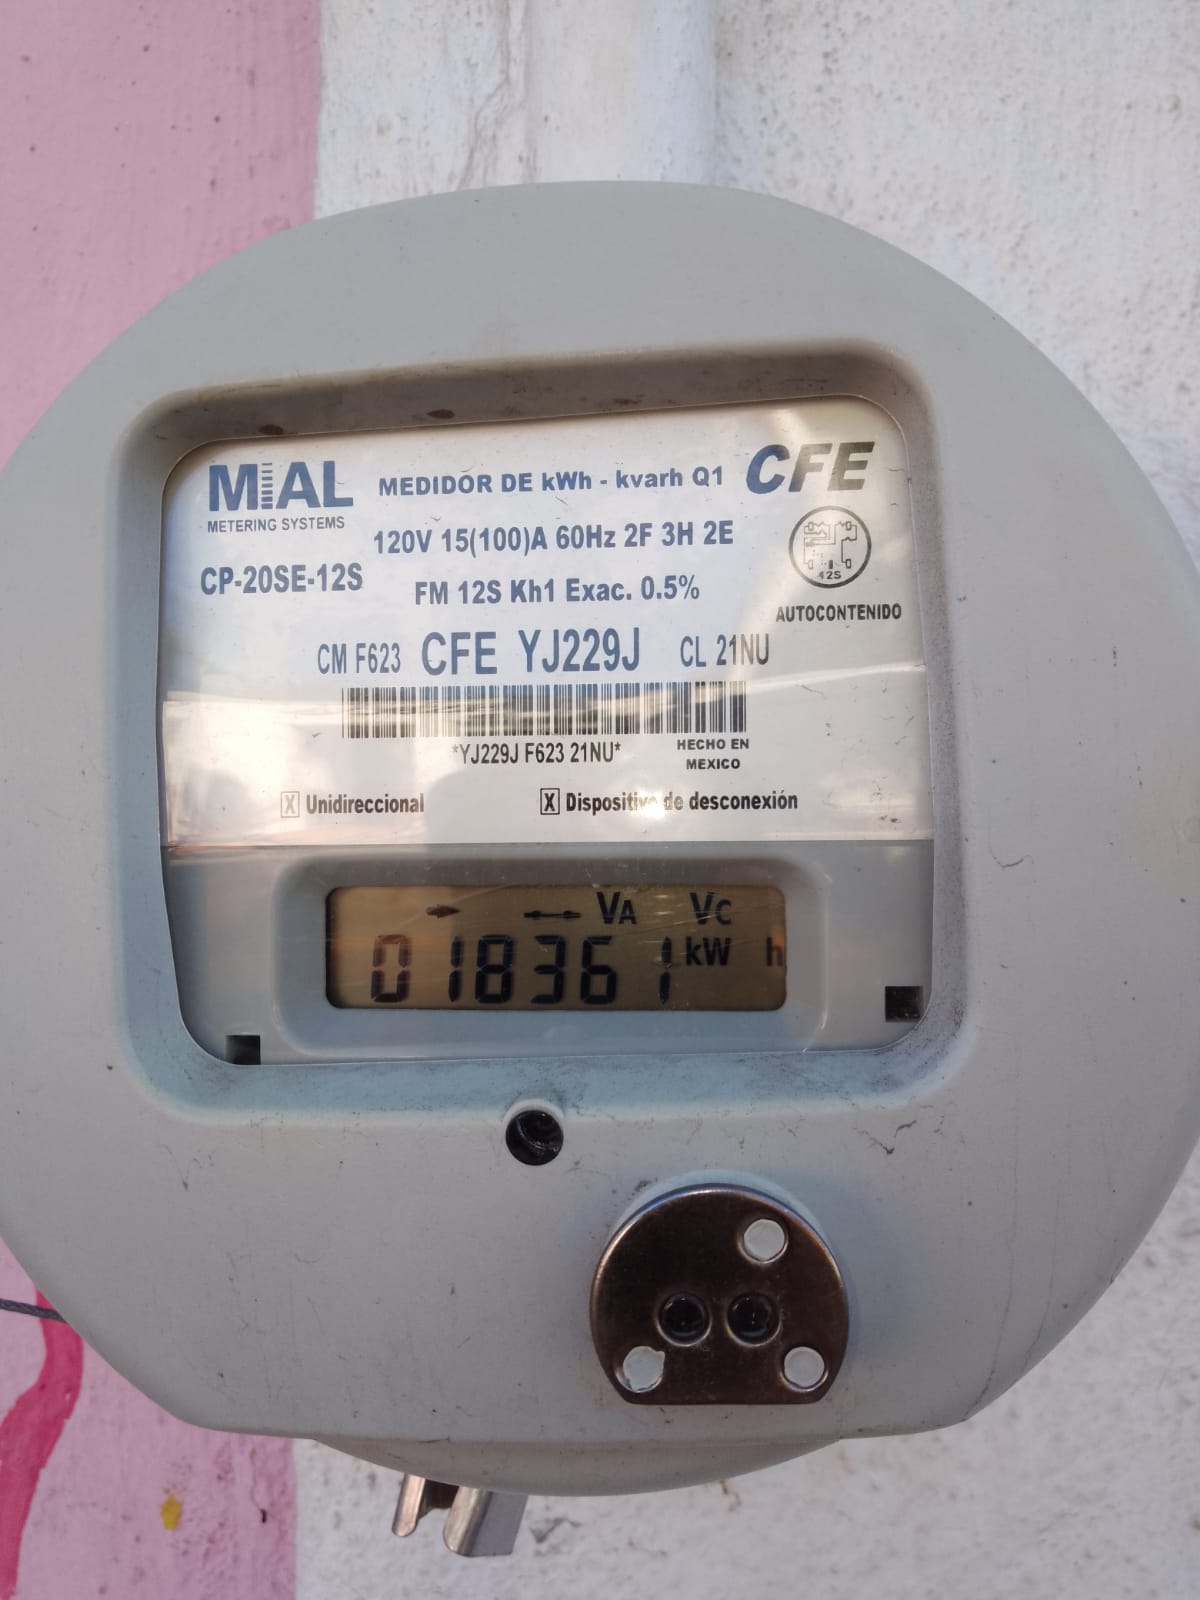 MIAL
METERING SYSTEMS
MEDIDOR DE kWh - kvarh Q1
CFE
120V 15(100)A 60Hz 2F 3H 2E
CP-20SE-12S
FM 12S Kh1 Exac. 0.5%
12S
AUTOCONTENIDO
CM F623 CFE YJ229J CL 21NU
*YJ229J F623 21NU*
HECHO EN
MEXICO
X Unidireccional
X Dispositivo de desconexión
VA VC
018361 kW h